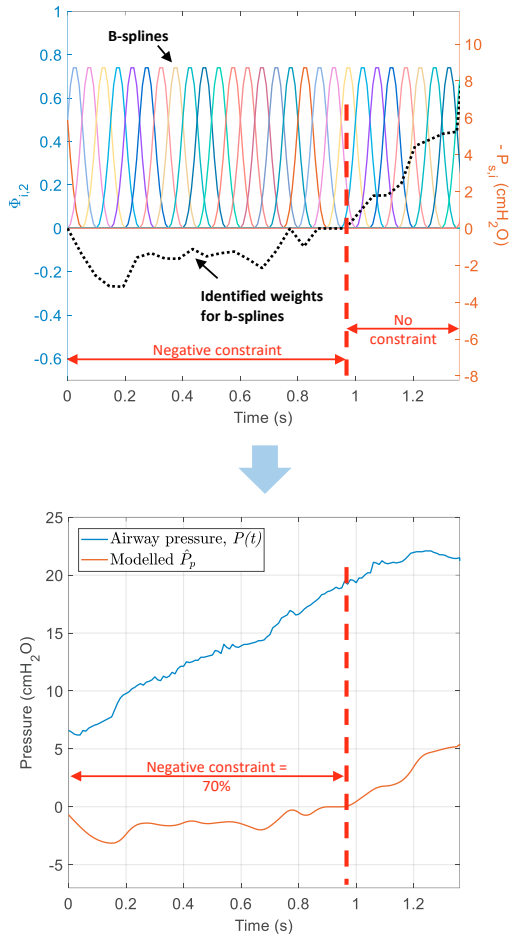 B-splines
1
0.8
0.6
0.4
0.2
0
-0.2
-0.4
-0.6
Φi,2
10
8
6
4
2
0
-2
-4
-6
-8
- Ps,i (cmH2O)
Identified weights
for b-splines
No
constraint
Negative constraint
0 0.2 0.4 0.6 0.8 1 1.2
Time (s)
25
20
15
10
5
0
-5
Pressure (cmH2O)
Airway pressure, P(t)
Modelled P̂p
Negative constraint =
70%
0 0.2 0.4 0.6 0.8 1 1.2
Time (s)